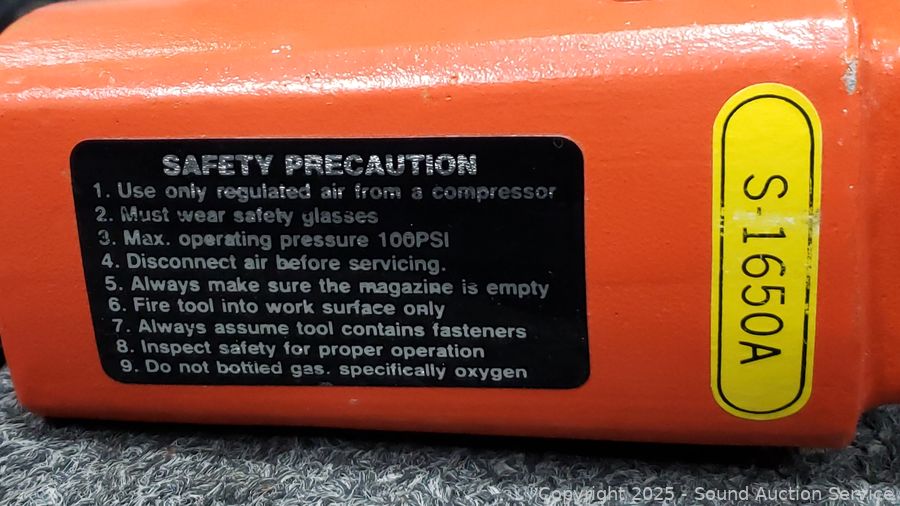 SAFETY PRECAUTION
1. Use only regulated air from a compressor
2. Must wear safety glasses
3. Max. operating pressure 100PSI
4. Disconnect air before servicing.
5. Always make sure the magazine is empty
6. Fire tool into work surface only
7. Always assume tool contains fasteners
8. Inspect safety for proper operation
9. Do not bottled gas. specifically oxygen
S-1650A
Copyright 2025 - Sound Auction Service